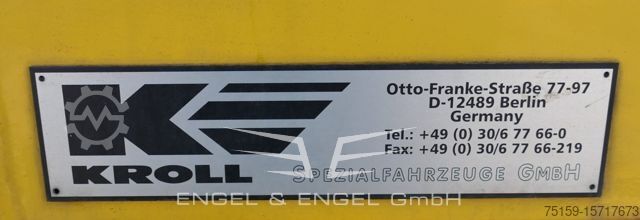 Otto-Franke-Straße 77-97
D-12489 Berlin
Germany
Tel.: +49 (0) 30/6 77 66-0
Fax: +49 (0) 30/6 77 66-219
KROLL SPEZIALFAHRZEUGE GMBH
ENGEL & ENGEL GmbH
75159-15717673